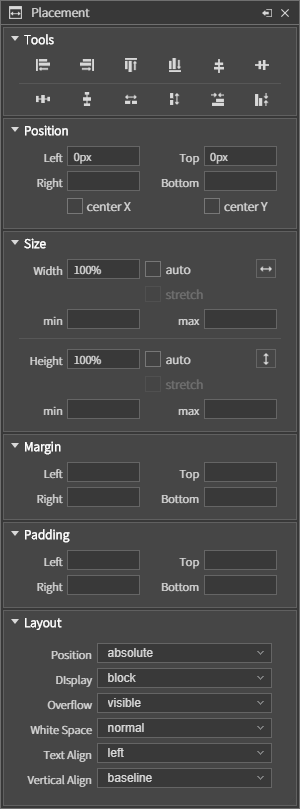 Placement
Tools
Position
Left 0px Top 0px
Right Bottom
center X center Y
Size
Width 100% auto
stretch
min max
Height 100% auto
stretch
min max
Margin
Left Top
Right Bottom
Padding
Left Top
Right Bottom
Layout
Position absolute
DIsplay block
Overflow visible
White Space normal
Text Align left
Vertical Align baseline